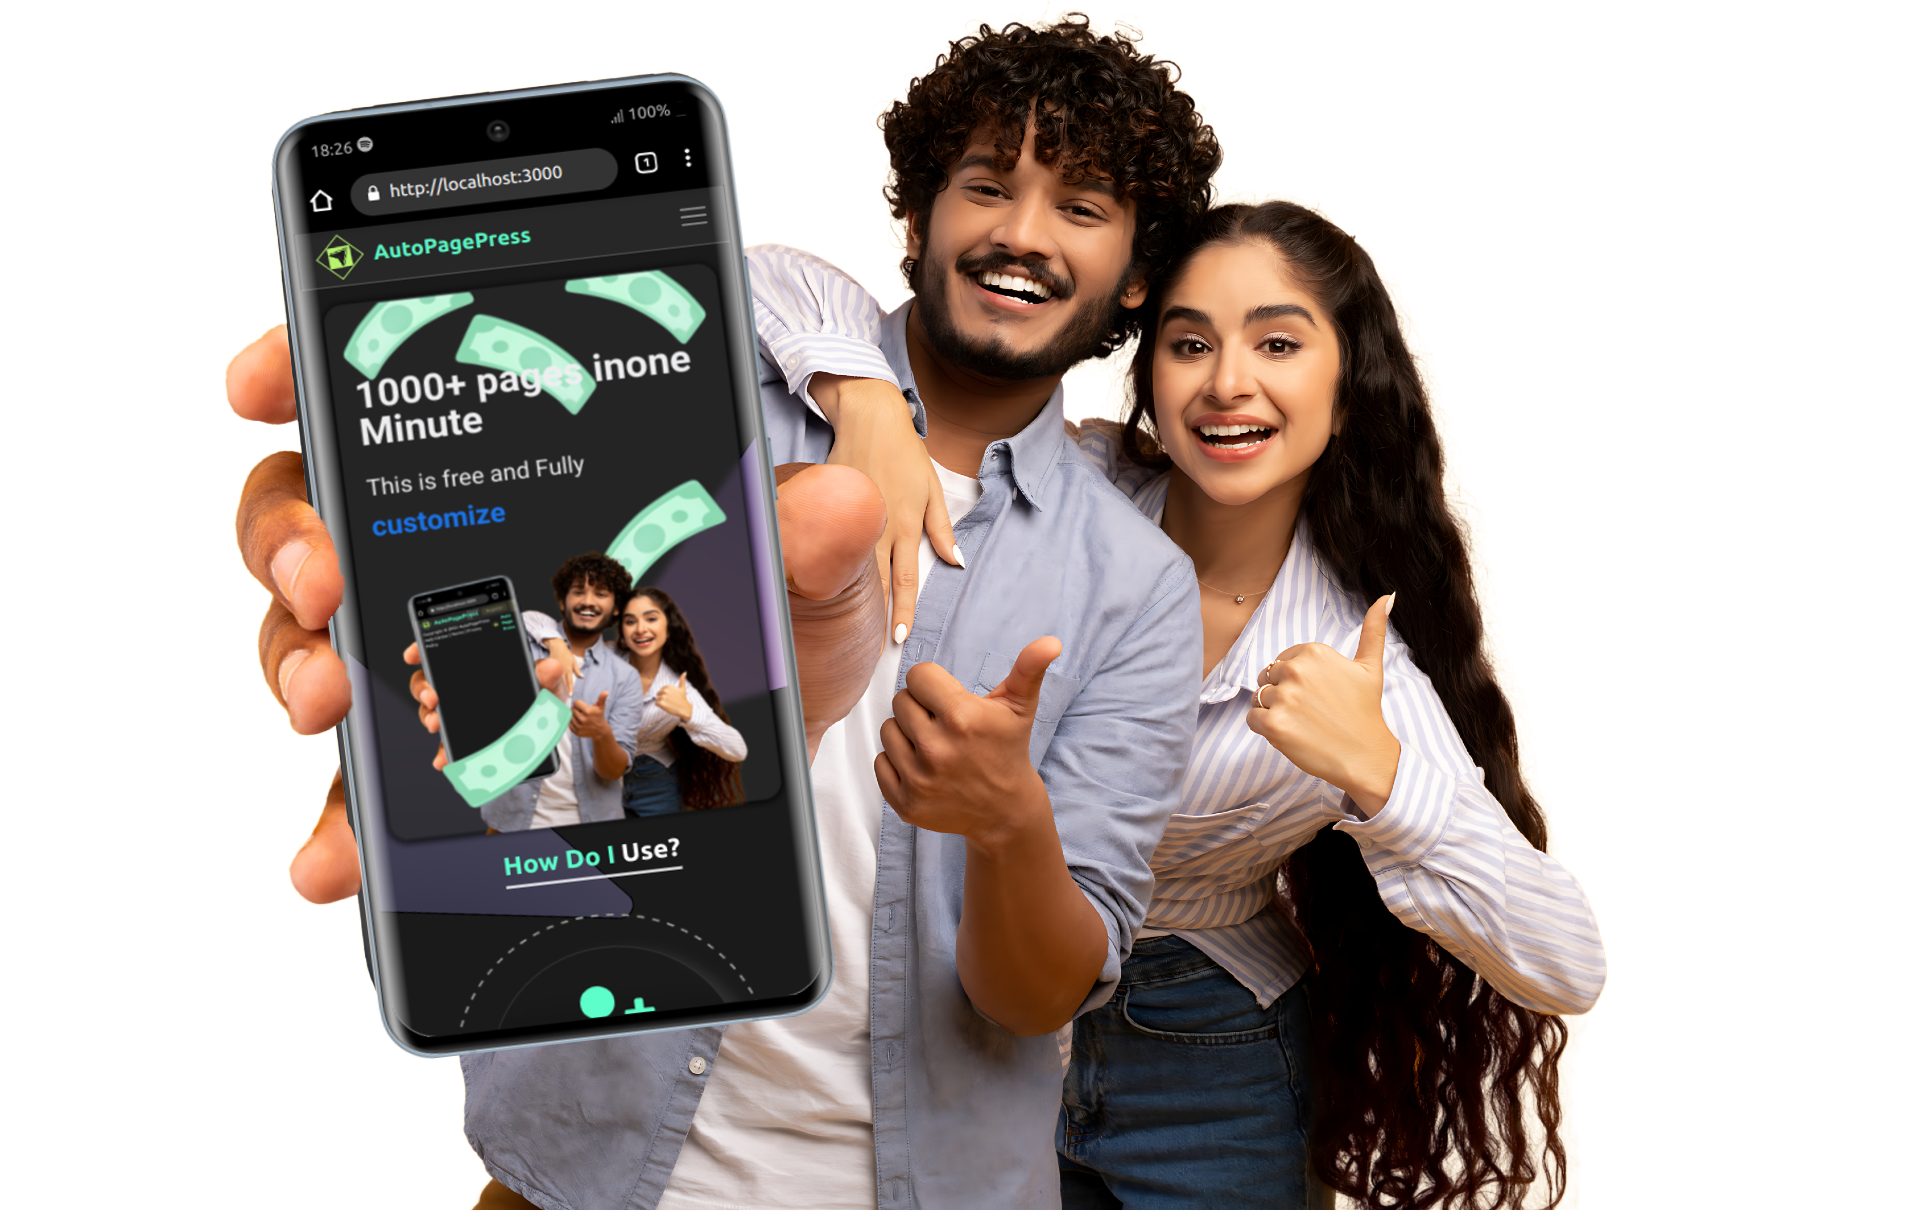 18:26
100%
1
http://localhost:3000
AutoPagePress
1000+ pages inone
Minute
This is free and Fully
customize
AutoPagePress
How Do I Use?